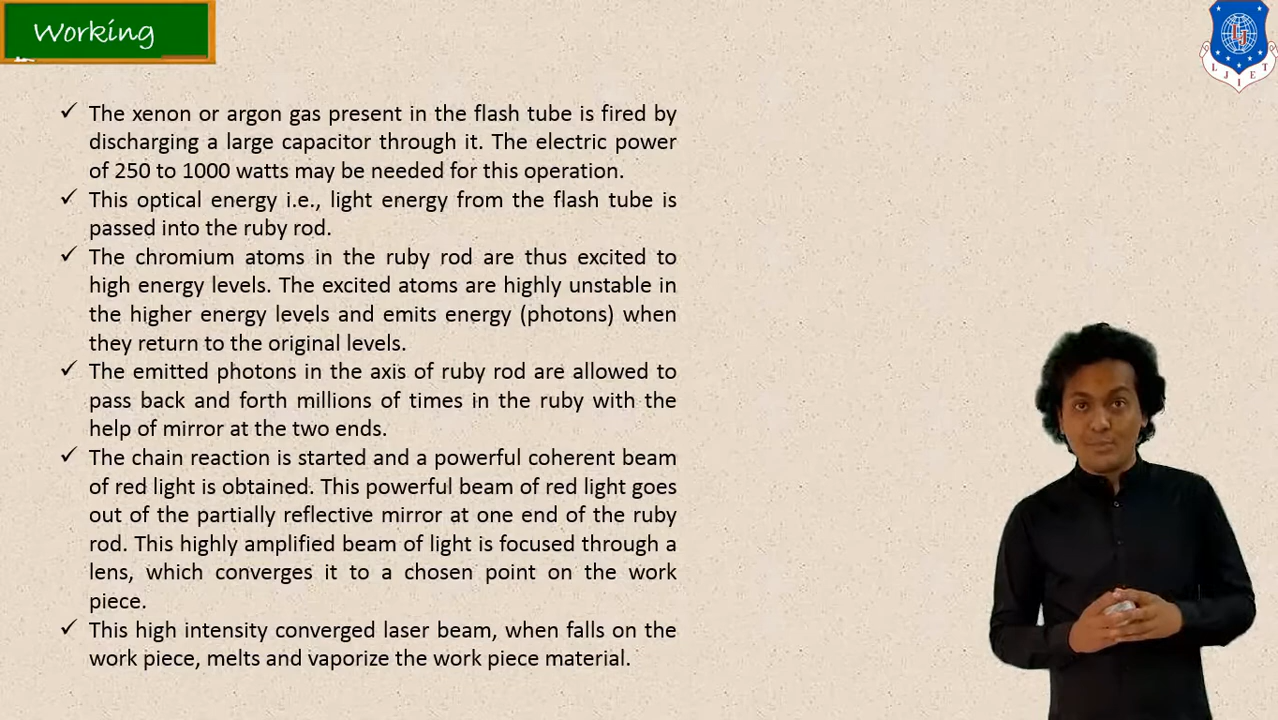 Working
L J I E T
✓ The xenon or argon gas present in the flash tube is fired by
discharging a large capacitor through it. The electric power
of 250 to 1000 watts may be needed for this operation.
✓ This optical energy i.e., light energy from the flash tube is
passed into the ruby rod.
✓ The chromium atoms in the ruby rod are thus excited to
high energy levels. The excited atoms are highly unstable in
the higher energy levels and emits energy (photons) when
they return to the original levels.
✓ The emitted photons in the axis of ruby rod are allowed to
pass back and forth millions of times in the ruby with the
help of mirror at the two ends.
✓ The chain reaction is started and a powerful coherent beam
of red light is obtained. This powerful beam of red light goes
out of the partially reflective mirror at one end of the ruby
rod. This highly amplified beam of light is focused through a
lens, which converges it to a chosen point on the work
piece.
✓ This high intensity converged laser beam, when falls on the
work piece, melts and vaporize the work piece material.